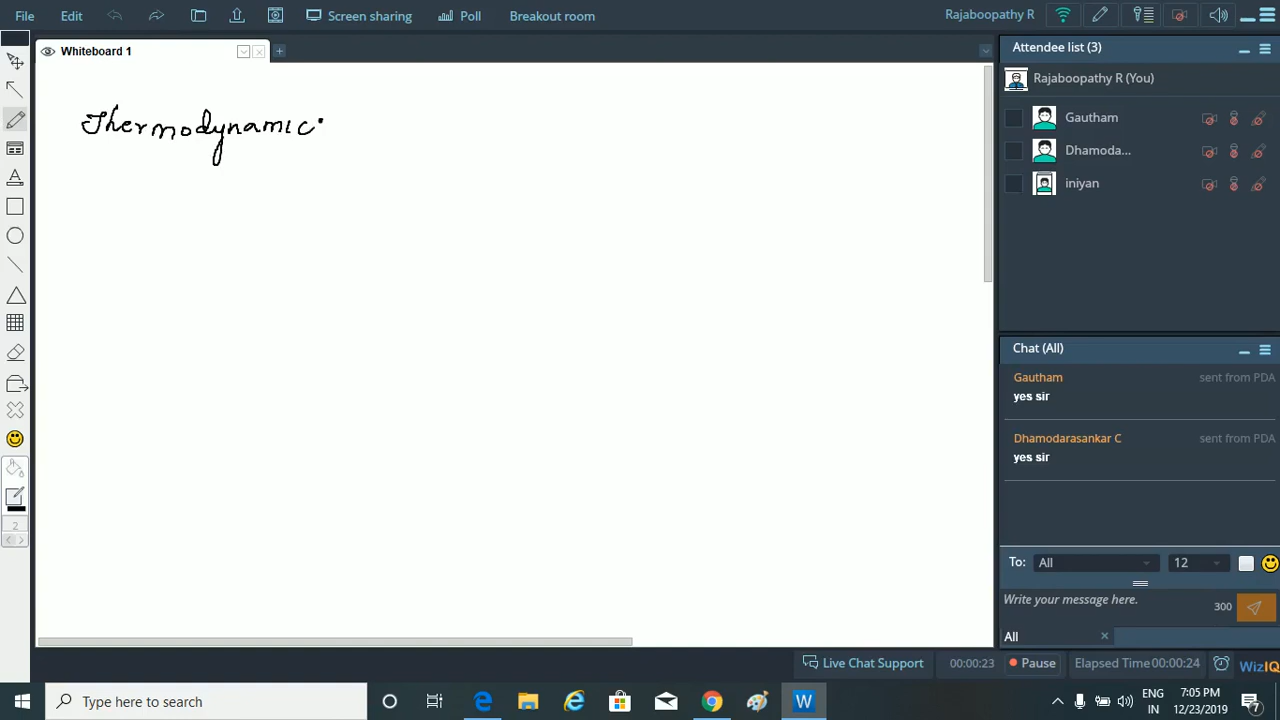 File Edit Screen sharing Poll Breakout room Rajaboopathy R
Whiteboard 1
Thermodynamic
Attendee list (3)
Rajaboopathy R (You)
Gautham
Dhamoda...
iniyan
Chat (All)
Gautham sent from PDA
yes sir
Dhamodarasankar C sent from PDA
yes sir
2
To: All 12
Write your message here. 300
All
Live Chat Support 00:00:23 Pause Elapsed Time 00:00:24 WizIQ
Type here to search
ENG 7:05 PM
IN 12/23/2019 7